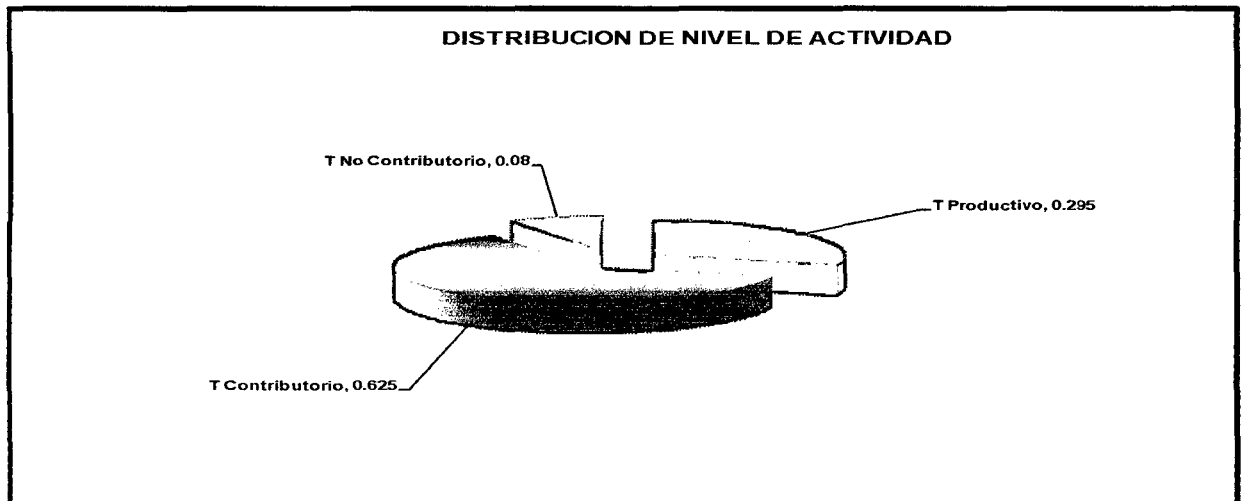 DISTRIBUCION DE NIVEL DE ACTIVIDAD
T No Contributorio, 0.08
T Productivo, 0.295
T Contributorio, 0.625